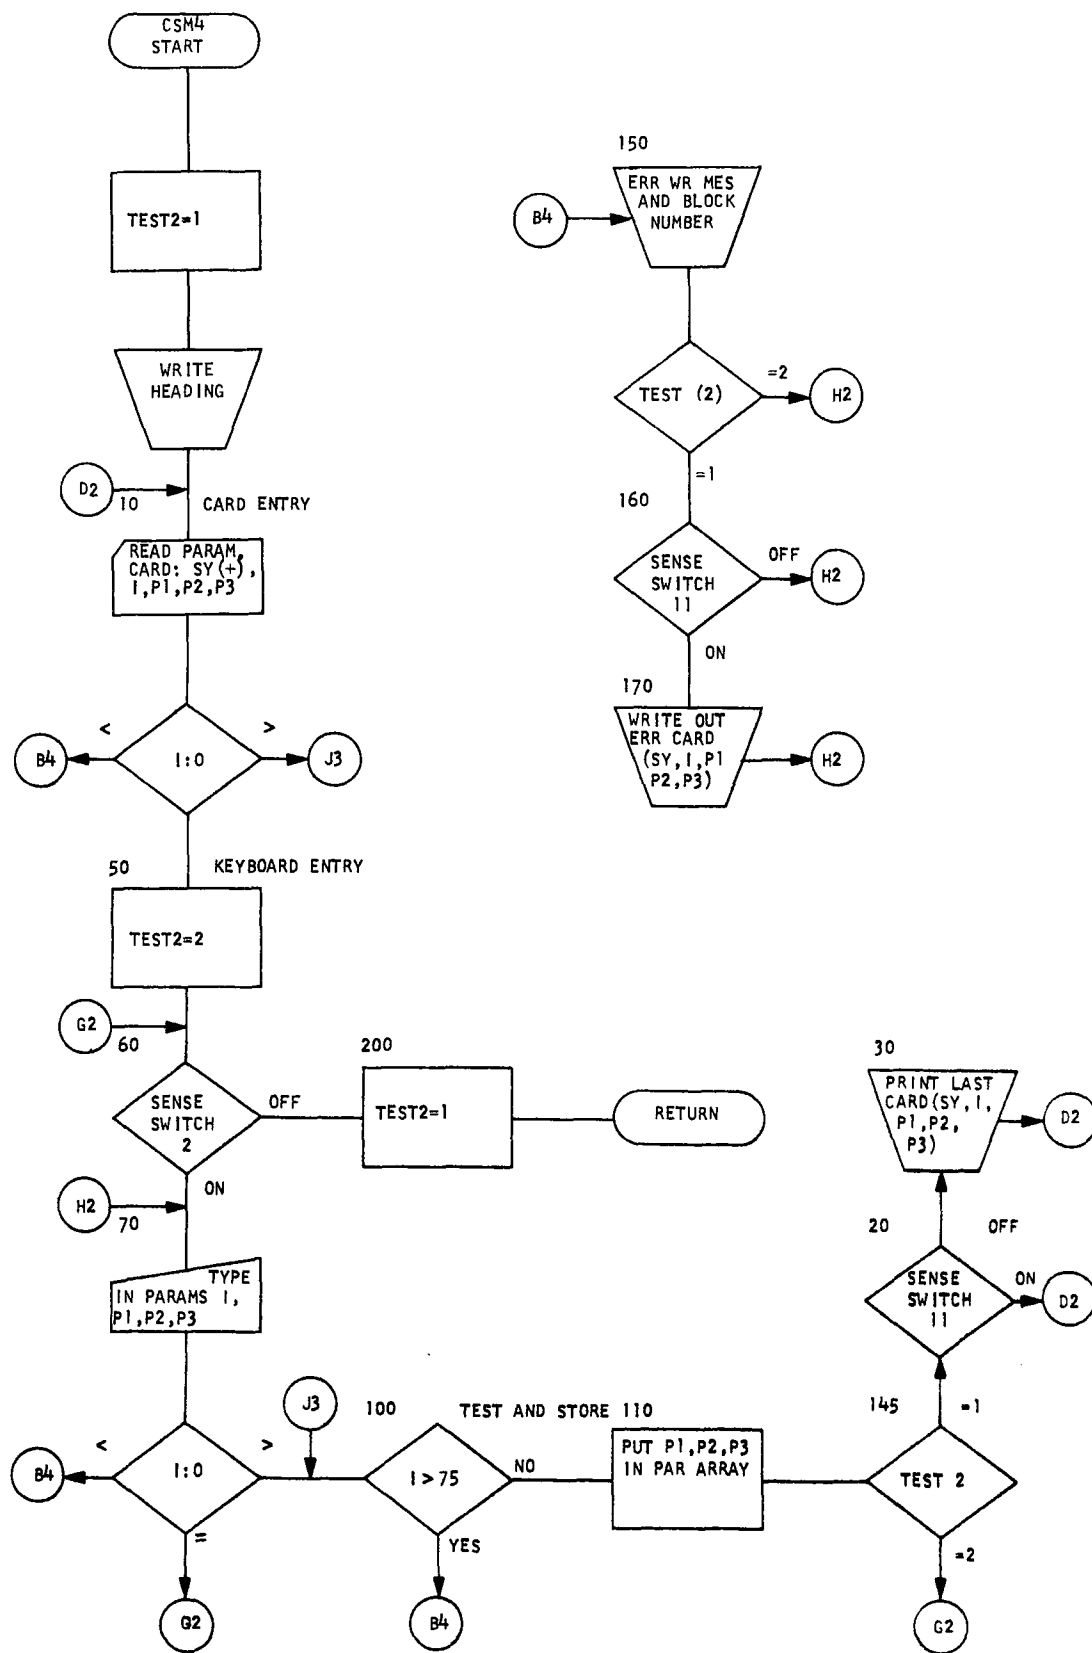 CSM4
START
TEST2=1
WRITE
HEADING
D2
10
CARD ENTRY
READ PARAM,
CARD: SY(+),
I,P1,P2,P3
<
>
B4
I:0
J3
50
KEYBOARD ENTRY
TEST2=2
G2
60
SENSE
SWITCH
2
OFF
200
TEST2=1
RETURN
ON
H2
70
TYPE
IN PARAMS I,
P1,P2,P3
<
>
B4
I:0
=
G2
J3
100
TEST AND STORE 110
I>75
NO
YES
B4
PUT P1,P2,P3
IN PAR ARRAY
145
=1
TEST 2
=2
G2
20
OFF
SENSE
SWITCH
11
ON
D2
30
PRINT LAST
CARD(SY,I,
P1,P2,
P3)
D2
150
B4
ERR WR MES
AND BLOCK
NUMBER
TEST (2)
=2
H2
=1
160
SENSE
SWITCH
11
OFF
H2
ON
170
WRITE OUT
ERR CARD
(SY,I,P1
P2,P3)
H2